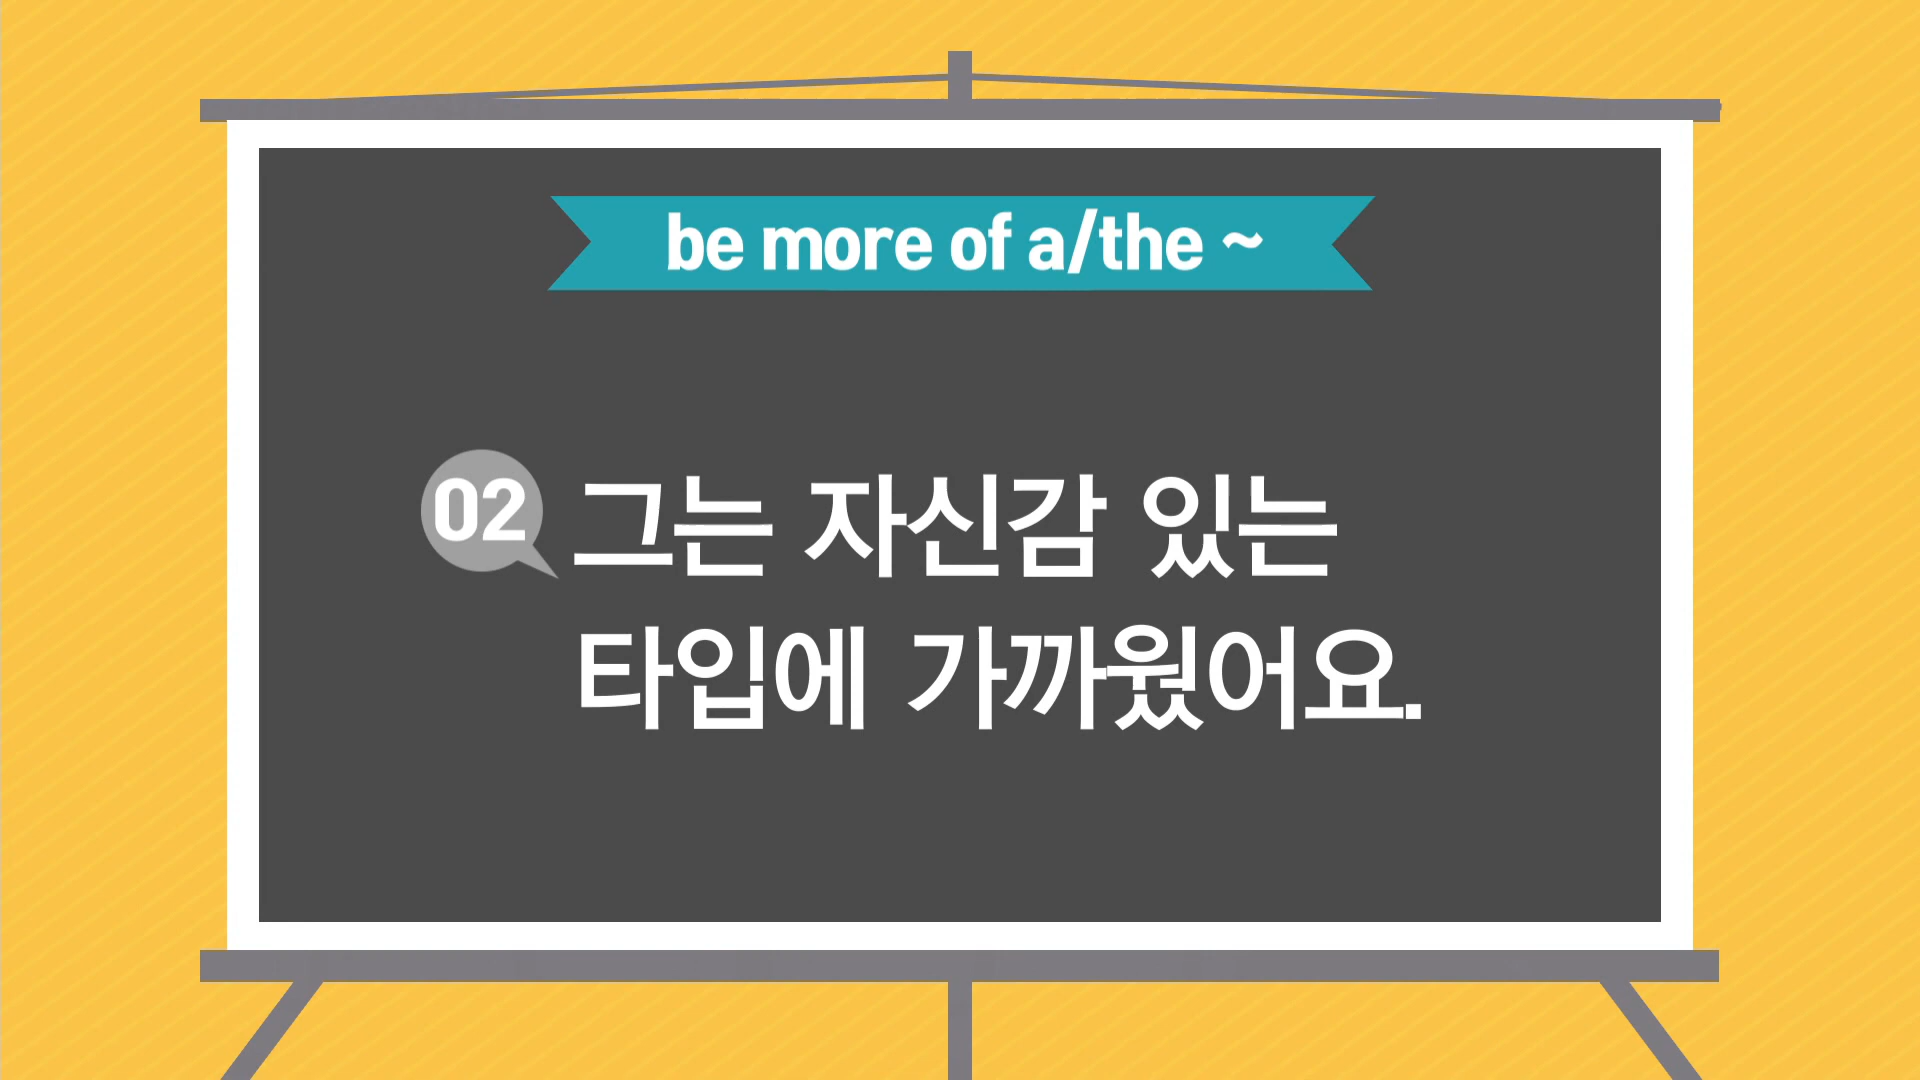 be more of a/the ~
02 그는 자신감 있는
타입에 가까웠어요.